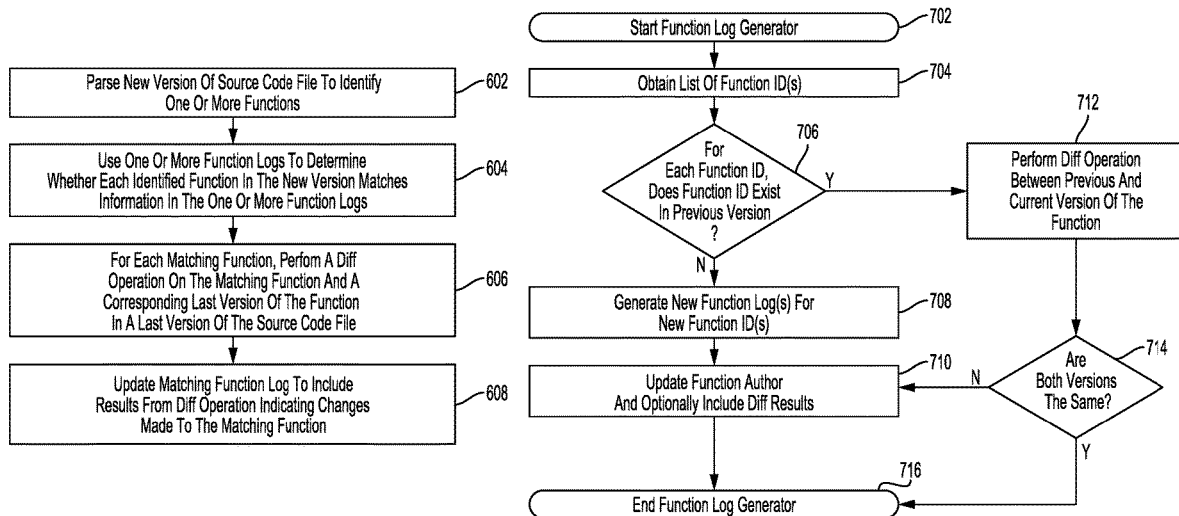 Parse New Version Of Source Code File To Identify
One Or More Functions
602
Use One Or More Function Logs To Determine
Whether Each Identified Function In The New Version Matches
Information In The One Or More Function Logs
604
For Each Matching Function, Perfom A Diff
Operation On The Matching Function And A
Corresponding Last Version Of The Function
In A Last Version Of The Source Code File
606
Update Matching Function Log To Include
Results From Diff Operation Indicating Changes
Made To The Matching Function
608
Start Function Log Generator
702
Obtain List Of Function ID(s)
704
For
Each Function ID,
Does Function ID Exist
In Previous Version
?
706
Y
N
712
Perform Diff Operation
Between Previous And
Current Version Of The
Function
Generate New Function Log(s) For
New Function ID(s)
708
Update Function Author
And Optionally Include Diff Results
710
Are
Both Versions
The Same?
714
N
Y
End Function Log Generator
716